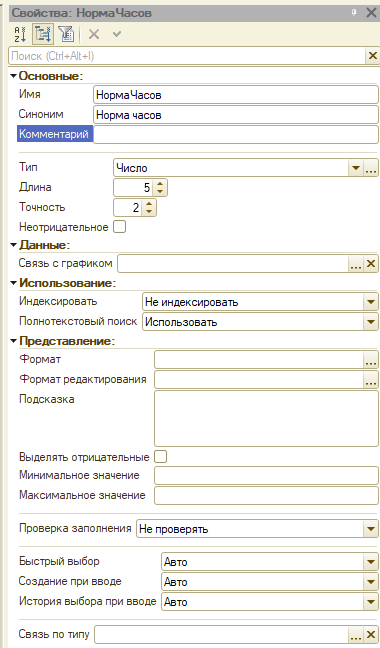 Свойства: НормаЧасов
Поиск (Ctrl+Alt+I)
Основные:
Имя НормаЧасов
Синоним Норма часов
Комментарий
Тип Число
Длина 5
Точность 2
Неотрицательное
Данные:
Связь с графиком
Использование:
Индексировать Не индексировать
Полнотекстовый поиск Использовать
Представление:
Формат
Формат редактирования
Подсказка
Выделять отрицательные
Минимальное значение
Максимальное значение
Проверка заполнения Не проверять
Быстрый выбор Авто
Создание при вводе Авто
История выбора при вводе Авто
Связь по типу